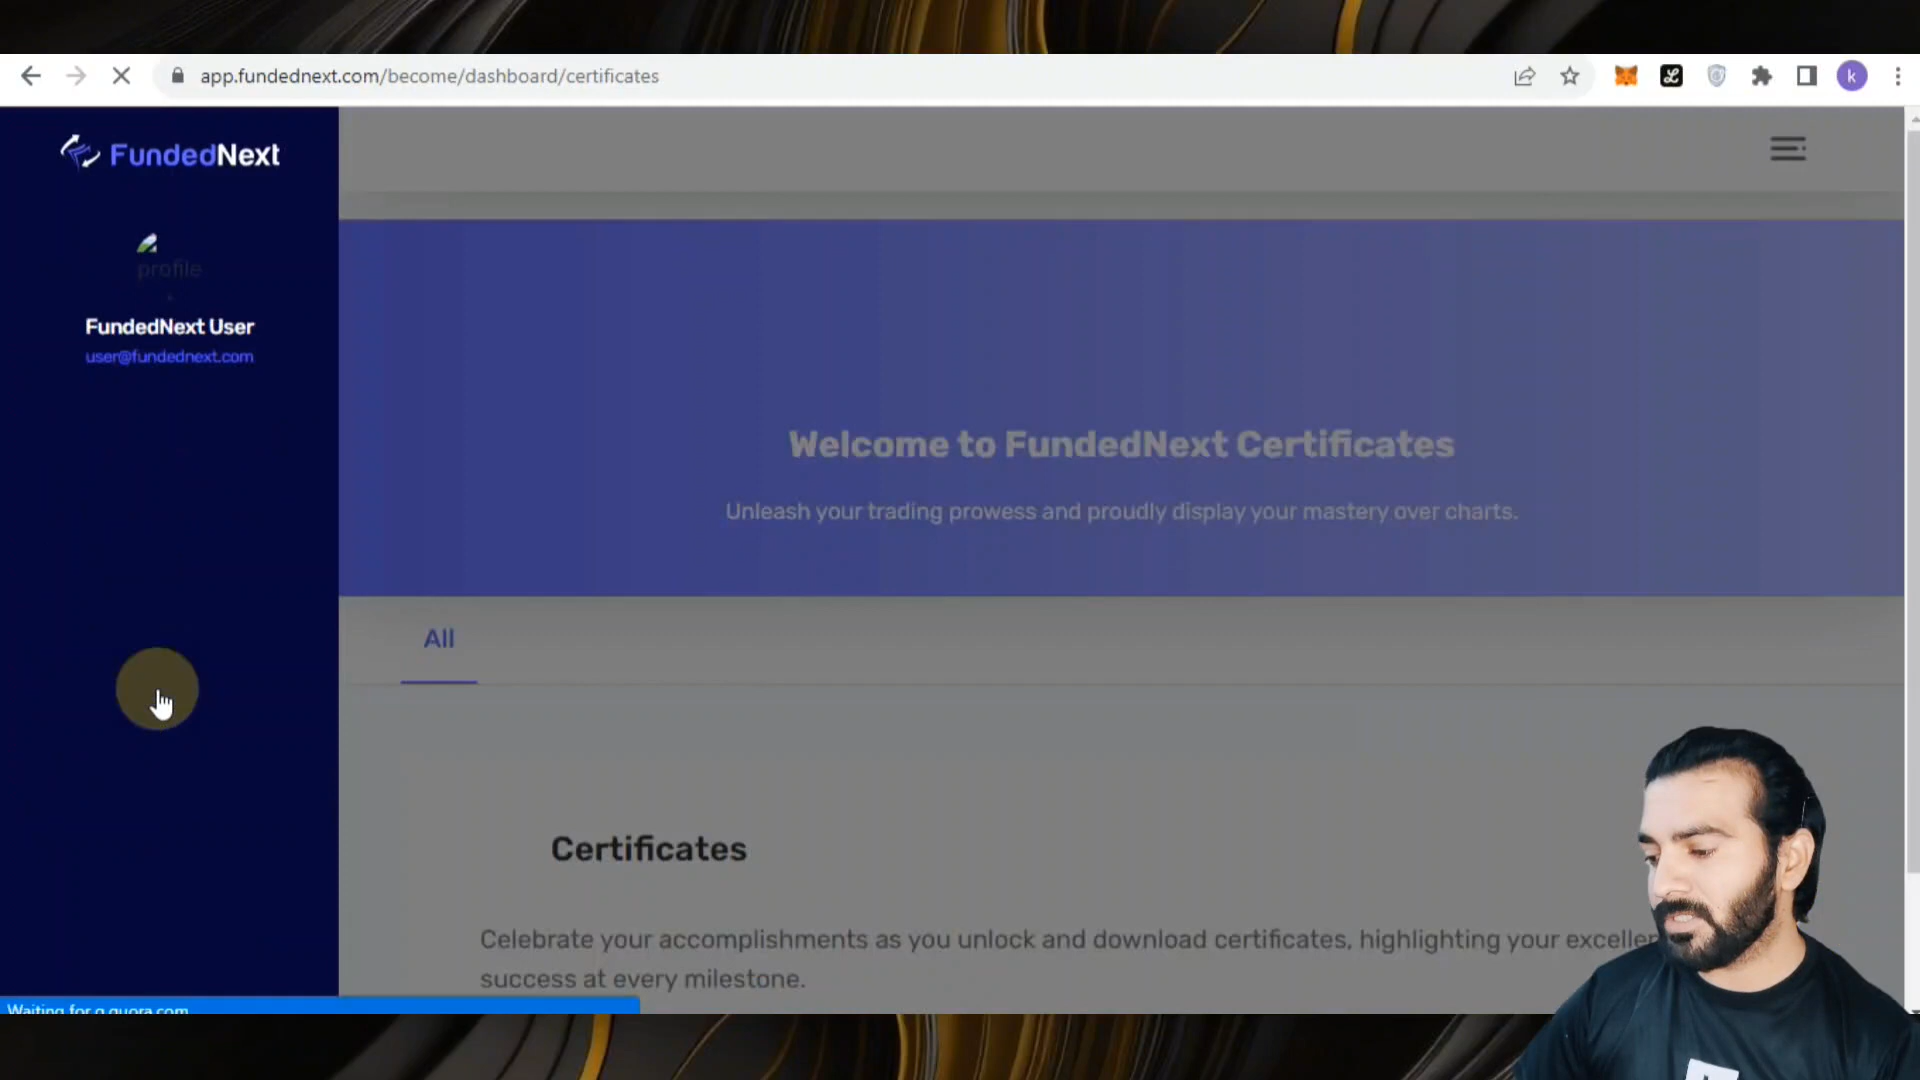 app.fundednext.com/become/dashboard/certificates
k
FundedNext
profile
FundedNext User
user@fundednext.com
Welcome to FundedNext Certificates
Unleash your trading prowess and proudly display your mastery over charts.
All
Certificates
Celebrate your accomplishments as you unlock and download certificates, highlighting your
success at every milestone.
Waiting for q.quora.com